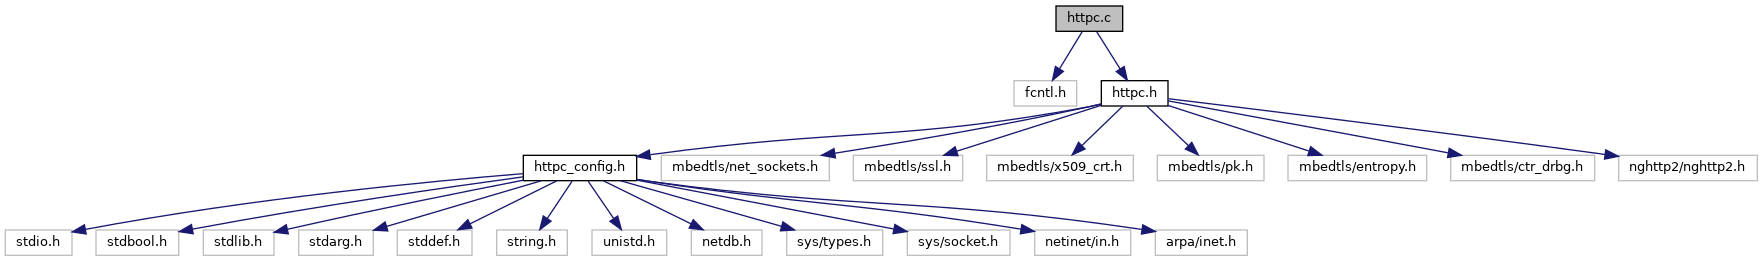 httpc.c
fcntl.h
httpc.h
httpc_config.h
mbedtls/net_sockets.h
mbedtls/ssl.h
mbedtls/x509_crt.h
mbedtls/pk.h
mbedtls/entropy.h
mbedtls/ctr_drbg.h
nghttp2/nghttp2.h
stdio.h
stdbool.h
stdlib.h
stdarg.h
stddef.h
string.h
unistd.h
netdb.h
sys/types.h
sys/socket.h
netinet/in.h
arpa/inet.h